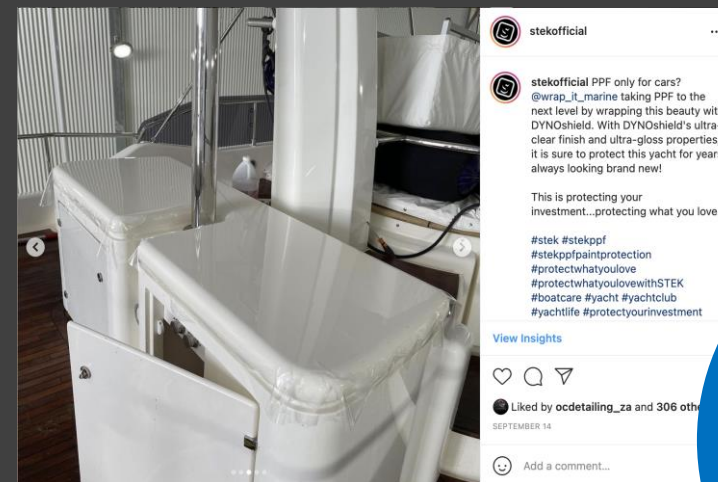 stekofficial
stekofficial PPF only for cars?
@wrap_it_marine taking PPF to the
next level by wrapping this beauty wit
DYNOshield. With DYNOshield's ultra-
clear finish and ultra-gloss properties,
it is sure to protect this yacht for years
always looking brand new!
This is protecting your
investment...protecting what you love
#stek #stekppf
#stekppfpaintprotection
#protectwhatyoulove
#protectwhatyoulovewithSTEK
#boatcare #yacht #yachtclub
#yachtlife #protectyourinvestment
View Insights
Liked by ocdetailing_za and 306 othe
SEPTEMBER 14
Add a comment...